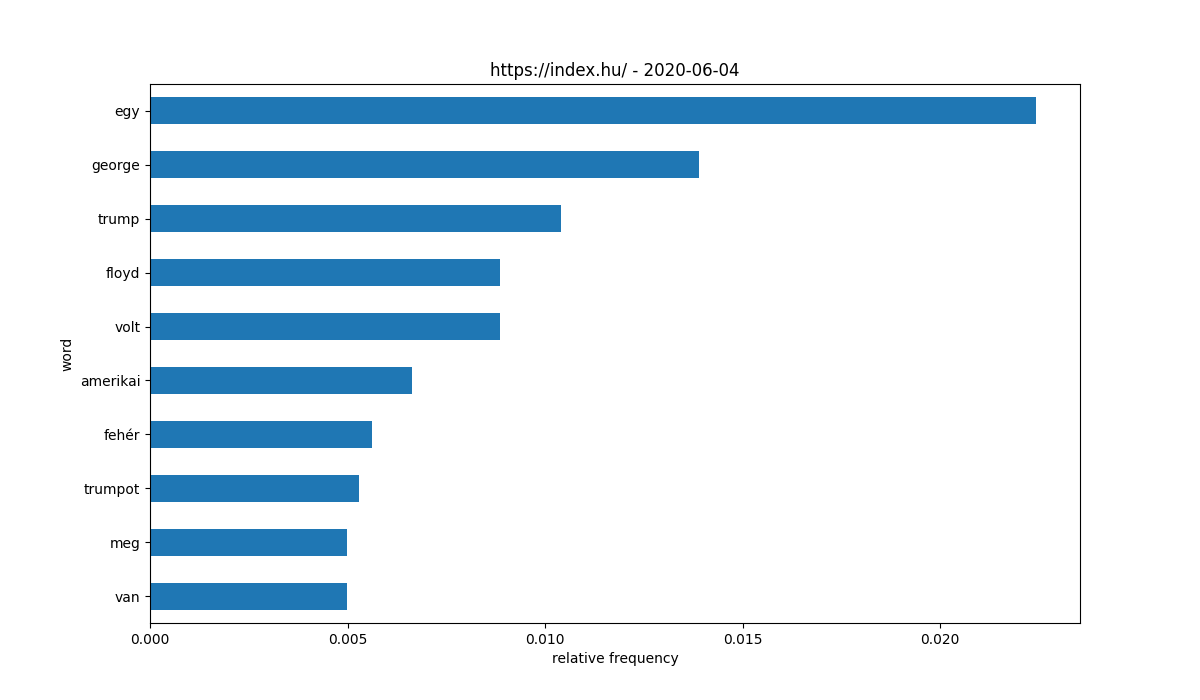 https://index.hu/ - 2020-06-04
egy
george
trump
floyd
volt
word
amerikai
fehér
trumpot
meg
van
0.000 0.005 0.010 0.015 0.020
relative frequency